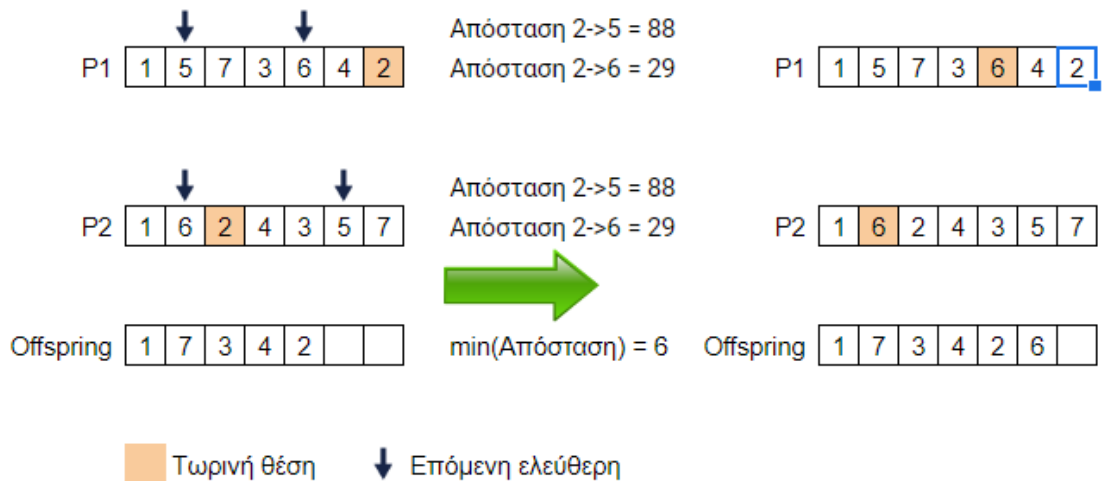 Απόσταση 2->5 = 88
P1 1 5 7 3 6 4 2
Απόσταση 2->6 = 29
P1 1 5 7 3 6 4 2
Απόσταση 2->5 = 88
P2 1 6 2 4 3 5 7
Απόσταση 2->6 = 29
P2 1 6 2 4 3 5 7
Offspring 1 7 3 4 2
min(Απόσταση) = 6
Offspring 1 7 3 4 2 6
Τωρινή θέση
Επόμενη ελεύθερη